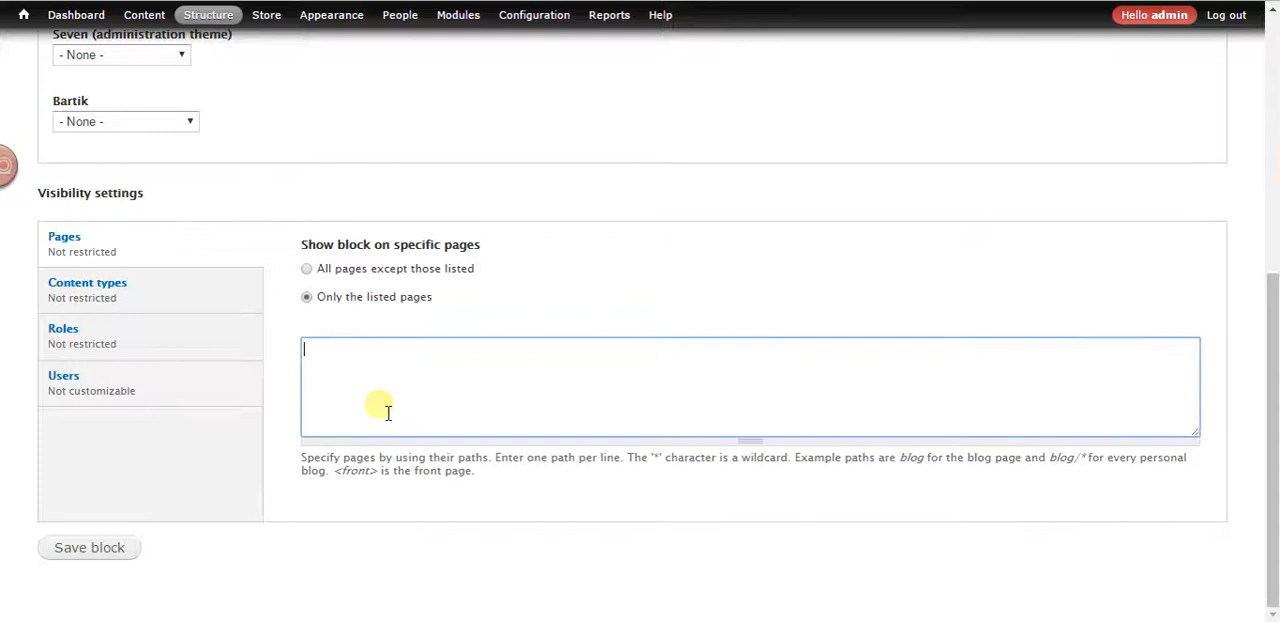 Dashboard Content Structure Store Appearance People Modules Configuration Reports Help Hello admin Log out
Seven (administration theme)
- None -
Bartik
- None -
Visibility settings
Pages
Not restricted
Content types
Not restricted
Roles
Not restricted
Users
Not customizable
Show block on specific pages
All pages except those listed
Only the listed pages
Specify pages by using their paths. Enter one path per line. The '*' character is a wildcard. Example paths are blog for the blog page and blog/* for every personal
blog. <front> is the front page.
Save block